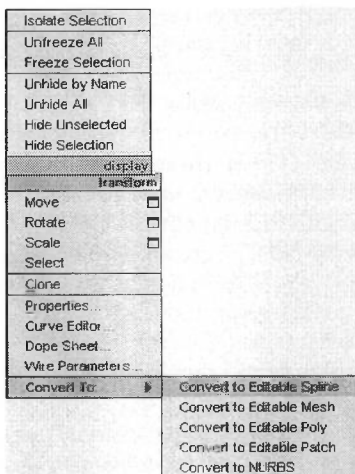 Isolate Selection
Unfreeze All
Freeze Selection
Unhide by Name
Unhide All
Hide Unselected
Hide Selection
display
transform
Move
Rotate
Scale
Select
Clone
Properties...
Curve Editor...
Dope Sheet...
Wire Parameters...
Convert To:
Convert to Editable Spline
Convert to Editable Mesh
Convert to Editable Poly
Convert to Editable Patch
Convert to NURBS